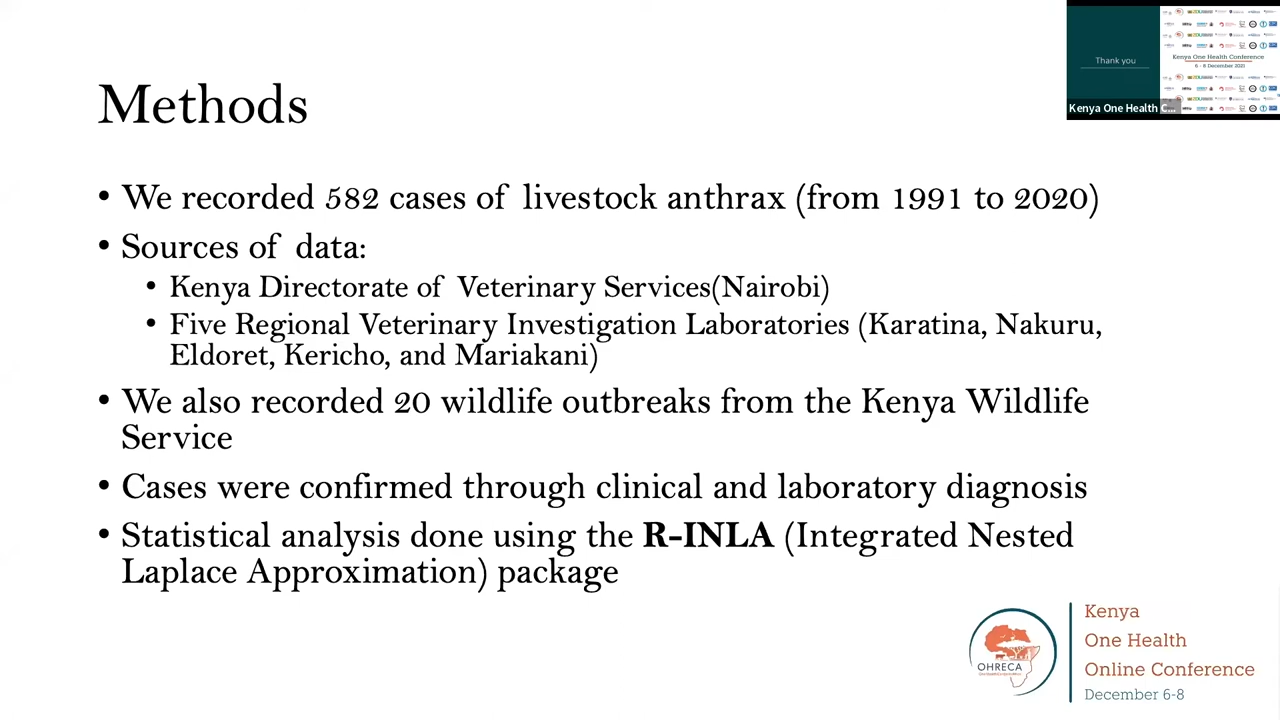 Methods
• We recorded 582 cases of livestock anthrax (from 1991 to 2020)
• Sources of data:
• Kenya Directorate of Veterinary Services(Nairobi)
• Five Regional Veterinary Investigation Laboratories (Karatina, Nakuru,
Eldoret, Kericho, and Mariakani)
• We also recorded 20 wildlife outbreaks from the Kenya Wildlife
Service
• Cases were confirmed through clinical and laboratory diagnosis
• Statistical analysis done using the R-INLA (Integrated Nested
Laplace Approximation) package
Thank you
Kenya One Health Conference
6 - 8 December 2021
Kenya One Health C...
OHRECA
Kenya
One Health
Online Conference
December 6-8